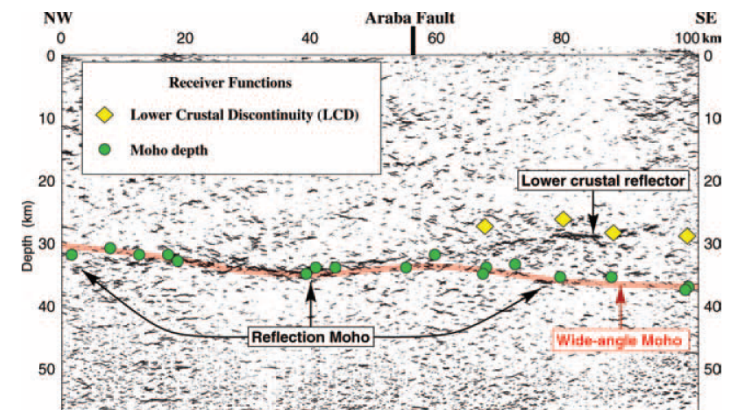 NW Araba Fault SE
0 20 40 60 80 100 km
Receiver Functions
Lower Crustal Discontinuity (LCD)
Moho depth
Depth (km)
0 0
10 10
20 20
30 30
40 40
50 50
Lower crustal reflector
Reflection Moho
Wide-angle Moho